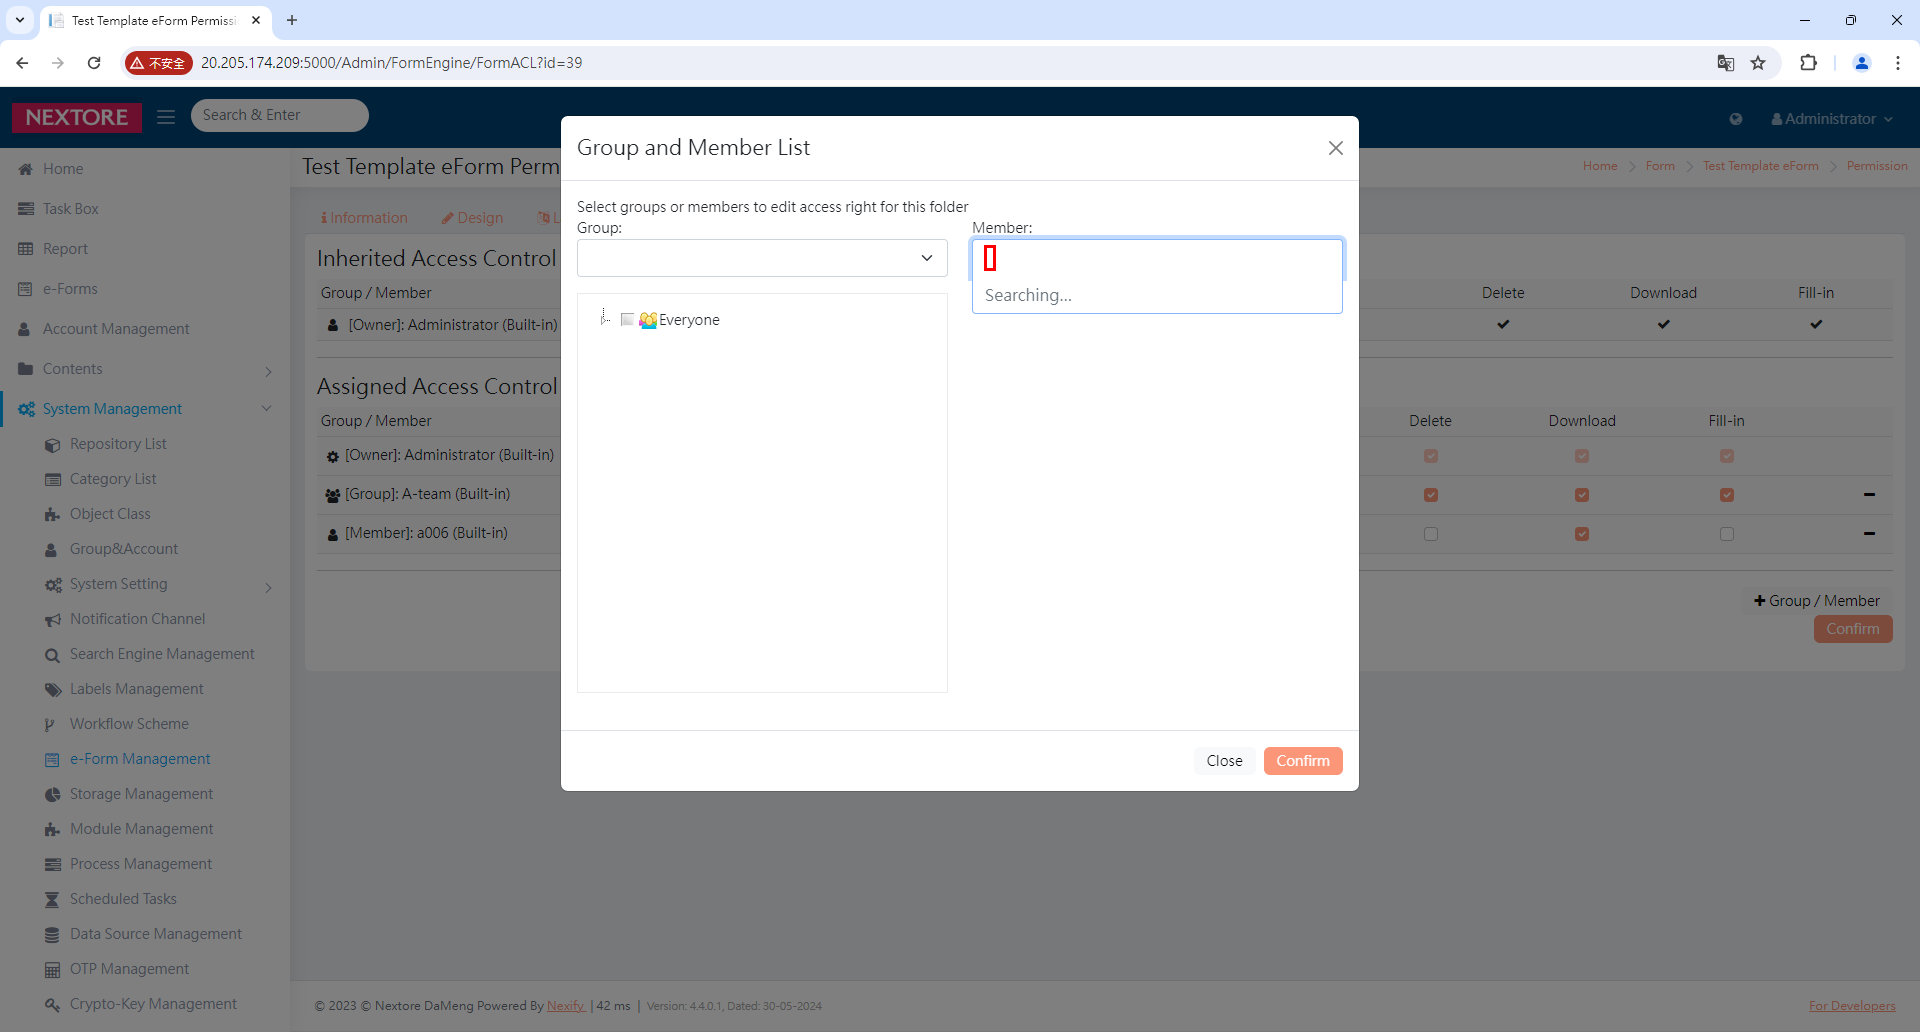 Test Template eForm Permissi
不安全
20.205.174.209:5000/Admin/FormEngine/FormACL?id=39
NEXTORE
Search & Enter
Administrator
Home
Task Box
Report
e-Forms
Account Management
Contents
System Management
Repository List
Category List
Object Class
Group&Account
System Setting
Notification Channel
Search Engine Management
Labels Management
Workflow Scheme
e-Form Management
Storage Management
Module Management
Process Management
Scheduled Tasks
Data Source Management
OTP Management
Crypto-Key Management
Test Template eForm Perm
Home > Form > Test Template eForm > Permission
Information
Design
Inherited Access Control
Group / Member Delete Download Fill-in
[Owner]: Administrator (Built-in)
Assigned Access Control
Group / Member Delete Download Fill-in
[Owner]: Administrator (Built-in)
[Group]: A-team (Built-in)
[Member]: a006 (Built-in)
Group / Member
Confirm
Group and Member List
Select groups or members to edit access right for this folder
Group:
Member:
Searching...
Everyone
Close
Confirm
© 2023 © Nextore DaMeng Powered By Nexify | 42 ms | Version: 4.4.0.1, Dated: 30-05-2024
For Developers